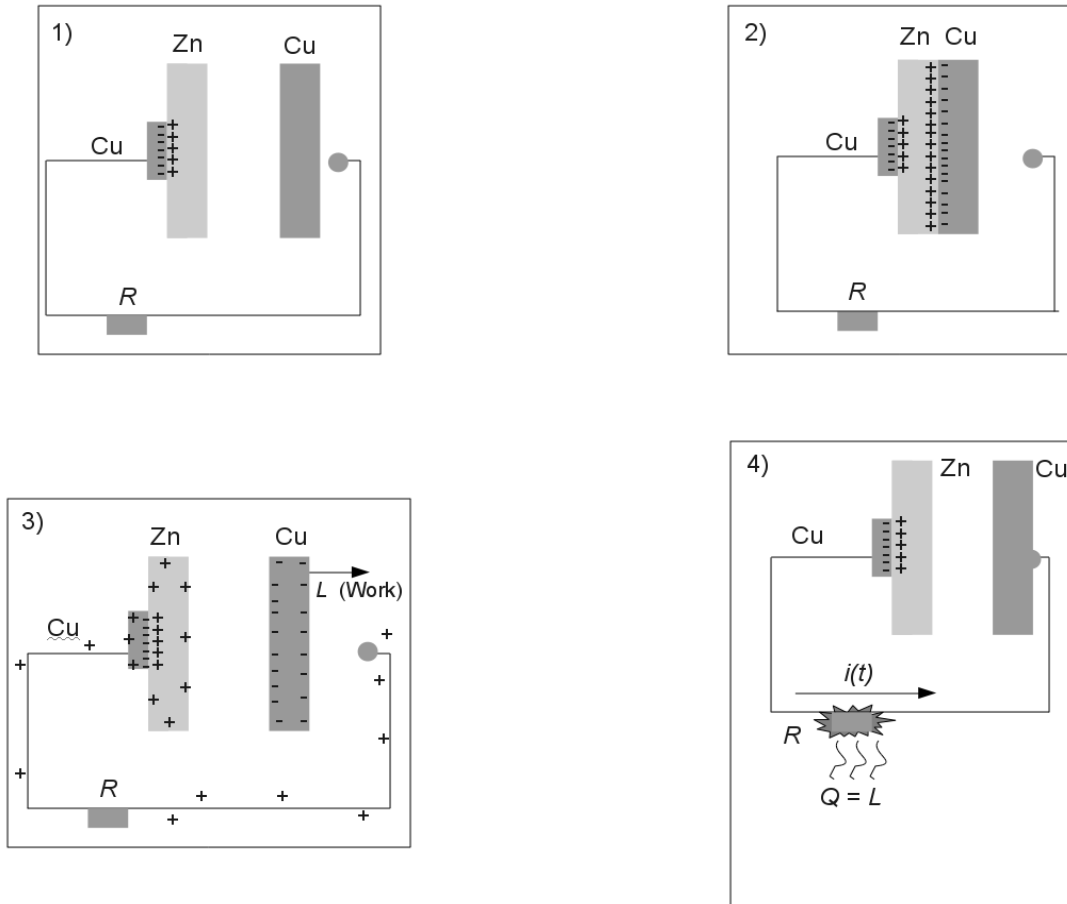 1)
Zn
Cu
Cu
R
2)
Zn Cu
Cu
R
3)
Zn
Cu
L (Work)
Cu
R
4)
Zn
Cu
Cu
i(t)
R
Q = L